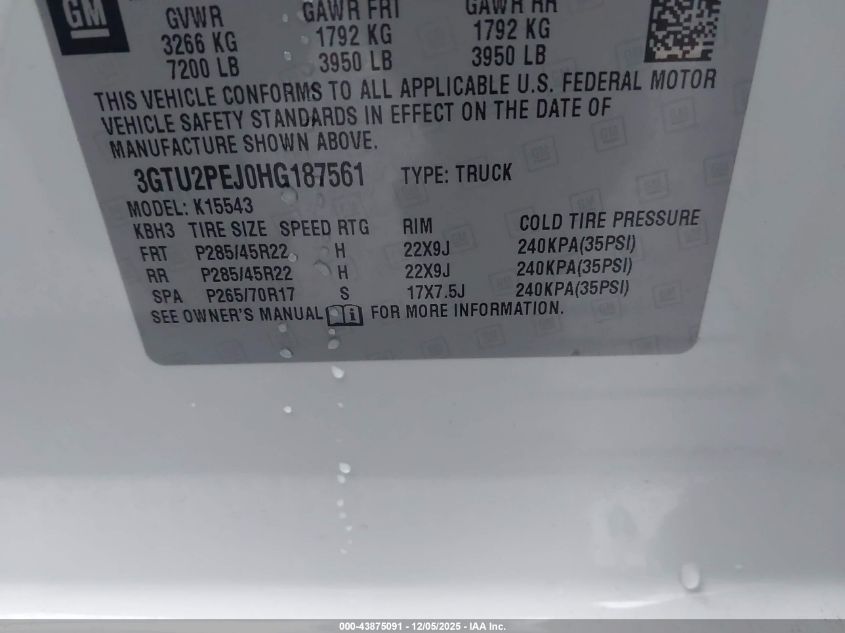 GM
GVWR GAWR FRT GAWR RR
3266 KG 1792 KG 1792 KG
7200 LB 3950 LB 3950 LB
THIS VEHICLE CONFORMS TO ALL APPLICABLE U.S. FEDERAL MOTOR
VEHICLE SAFETY STANDARDS IN EFFECT ON THE DATE OF
MANUFACTURE SHOWN ABOVE.
3GTU2PEJ0HG187561 TYPE: TRUCK
MODEL: K15543
KBH3 TIRE SIZE SPEED RTG RIM COLD TIRE PRESSURE
FRT P285/45R22 H 22X9J 240KPA(35PSI)
RR P285/45R22 H 22X9J 240KPA(35PSI)
SPA P265/70R17 S 17X7.5J 240KPA(35PSI)
SEE OWNER'S MANUAL i FOR MORE INFORMATION.
000-43875091 - 12/05/2025 - IAA Inc.